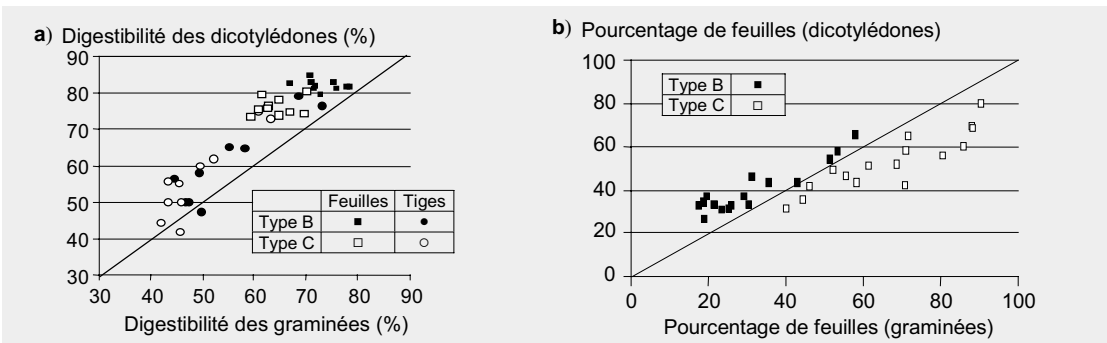 a) Digestibilité des dicotylédones (%)
90
80
70
60
50
40
30
30 40 50 60 70 80 90
Digestibilité des graminées (%)
Feuilles Tiges
Type B
Type C
b) Pourcentage de feuilles (dicotylédones)
100
80
60
40
20
0
0 20 40 60 80 100
Pourcentage de feuilles (graminées)
Type B
Type C